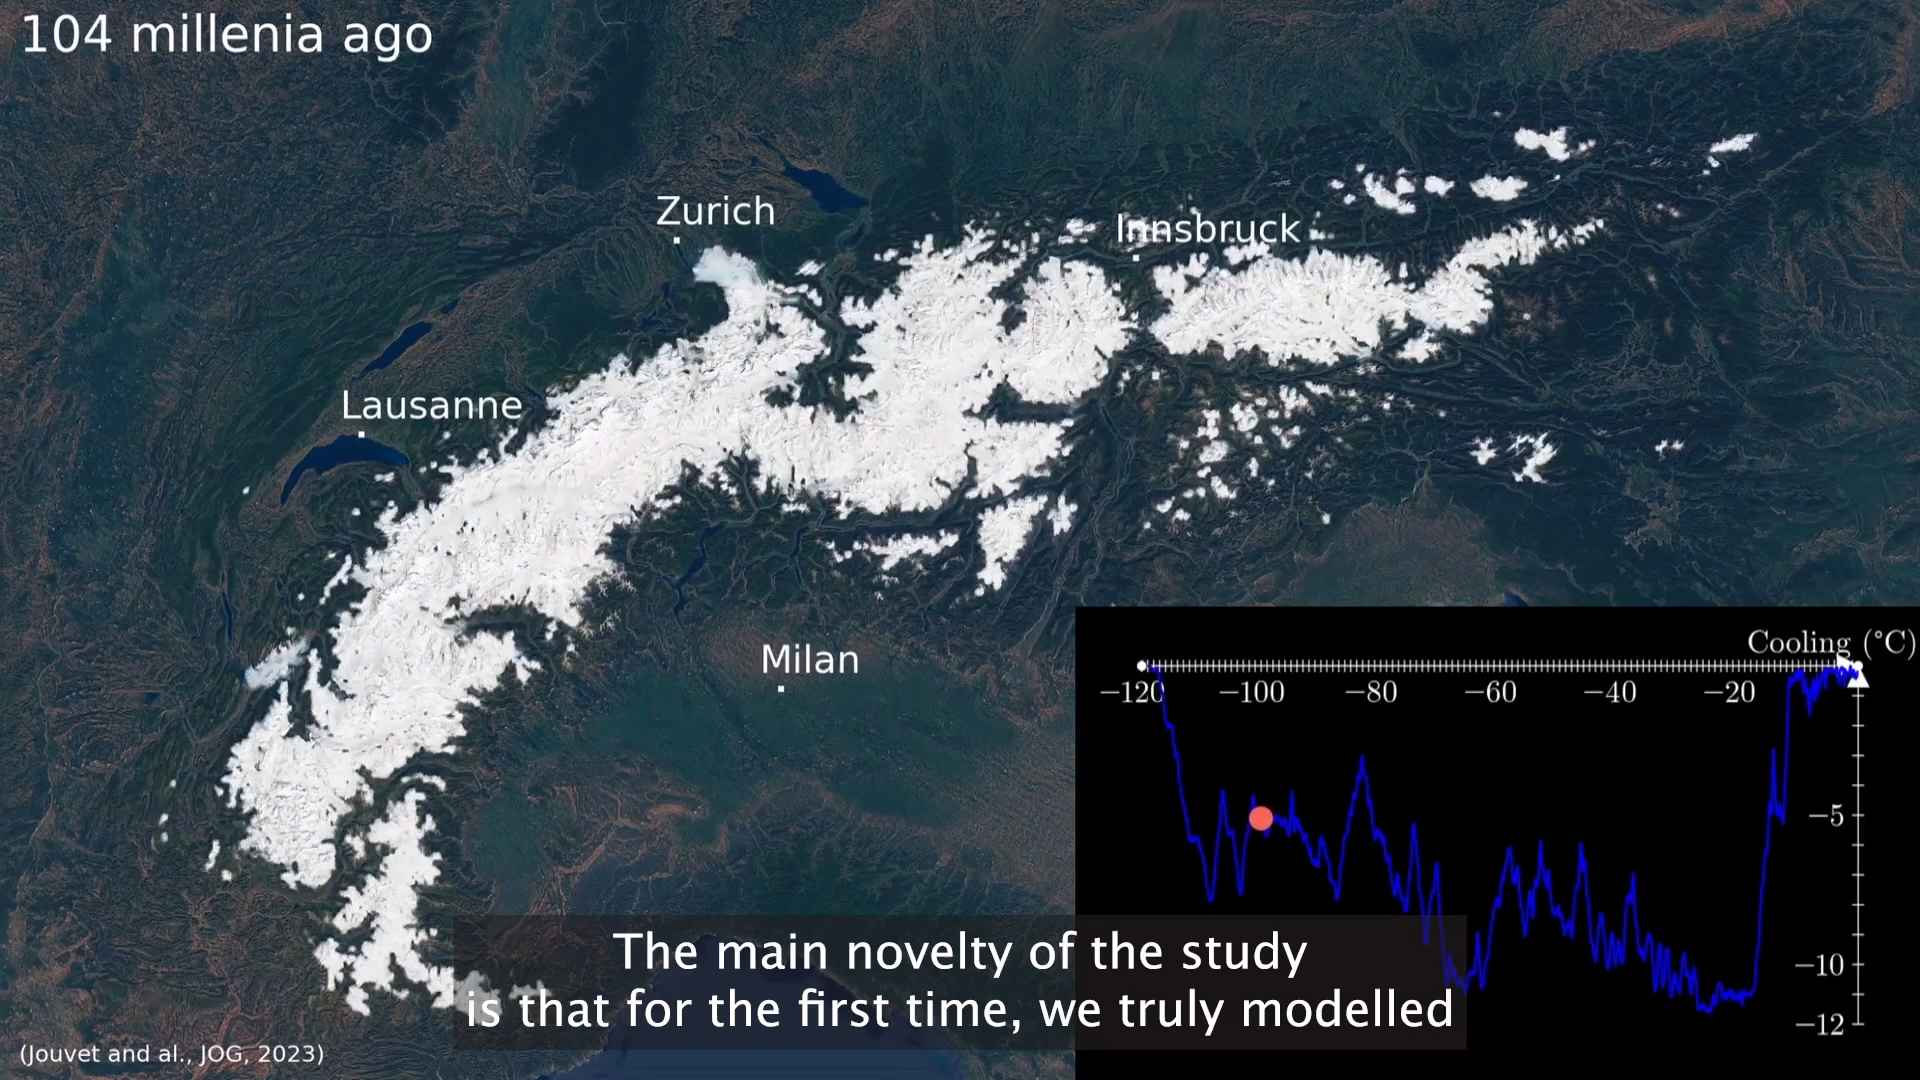 104 millenia ago
Zurich
Innsbruck
Lausanne
Milan
Cooling (°C)
−120 −100 −80 −60 −40 −20
−5
−10
−12
The main novelty of the study
is that for the first time, we truly modelled
(Jouvet and al., JOG, 2023)